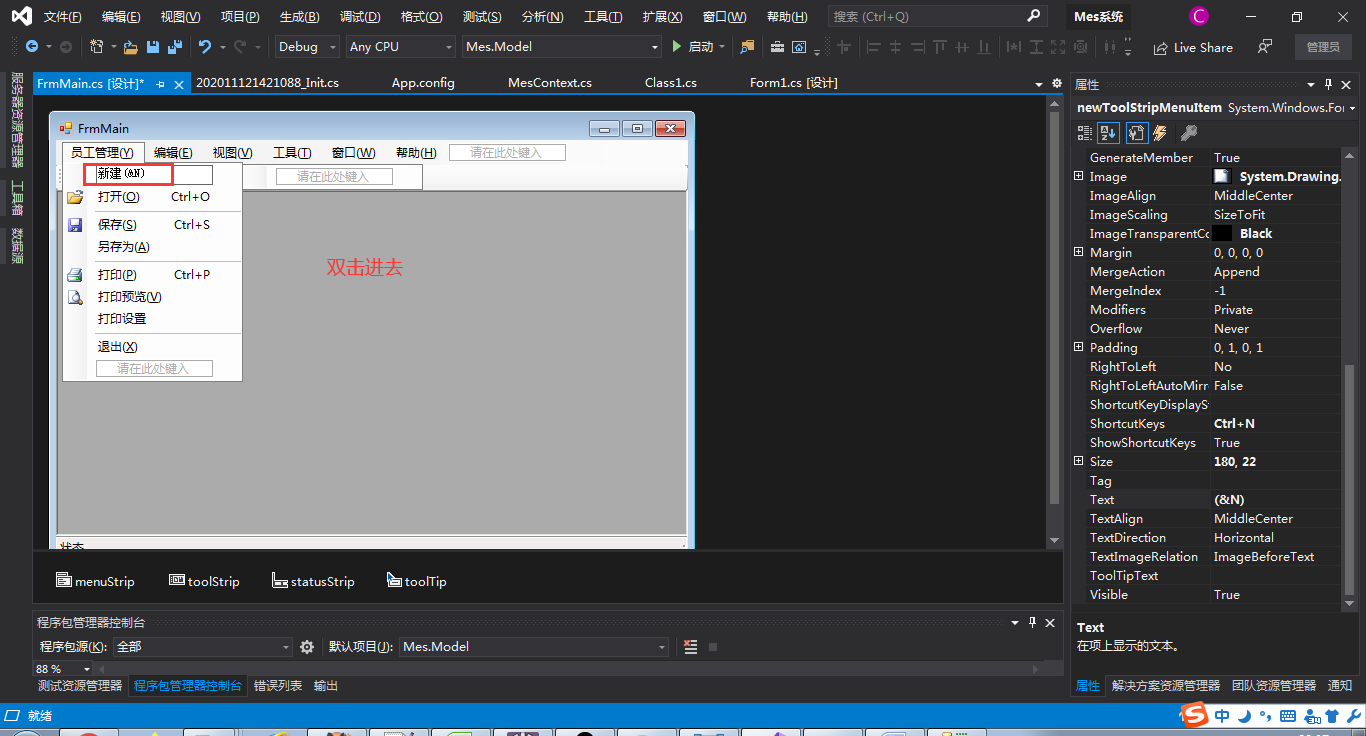 文件(F) 编辑(E) 视图(V) 项目(P) 生成(B) 调试(D) 格式(O) 测试(S) 分析(N) 工具(T) 扩展(X) 窗口(W) 帮助(H) 搜索 (Ctrl+Q) Mes系统 C
Debug Any CPU Mes.Model 启动 Live Share 管理员
服务器资源管理器
工具箱
数据源
FrmMain.cs [设计]* 202011121421088_Init.cs App.config MesContext.cs Class1.cs Form1.cs [设计]
FrmMain
员工管理(Y) 编辑(E) 视图(V) 工具(T) 窗口(W) 帮助(H) 请在此处键入
新建(&N) 请在此处键入
打开(O) Ctrl+O
保存(S) Ctrl+S
另存为(A)
双击进去
打印(P) Ctrl+P
打印预览(V)
打印设置
退出(X)
请在此处键入
状态
menuStrip toolStrip statusStrip toolTip
程序包管理器控制台
程序包源(K): 全部 默认项目(J): Mes.Model
88 %
测试资源管理器 程序包管理器控制台 错误列表 输出
属性
newToolStripMenuItem System.Windows.For
GenerateMember True
Image System.Drawing.
ImageAlign MiddleCenter
ImageScaling SizeToFit
ImageTransparentCo Black
Margin 0, 0, 0, 0
MergeAction Append
MergeIndex -1
Modifiers Private
Overflow Never
Padding 0, 1, 0, 1
RightToLeft No
RightToLeftAutoMirr False
ShortcutKeyDisplaySt
ShortcutKeys Ctrl+N
ShowShortcutKeys True
Size 180, 22
Tag
Text (&N)
TextAlign MiddleCenter
TextDirection Horizontal
TextImageRelation ImageBeforeText
ToolTipText
Visible True
Text
在项上显示的文本。
属性 解决方案资源管理器 团队资源管理器 通知
就绪
中